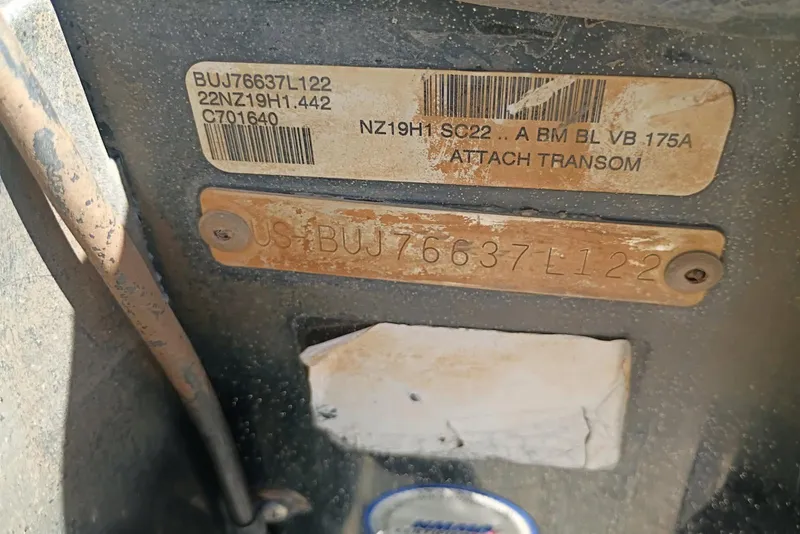 BUJ76637L122
22NZ19H1.442
C701640
NZ19H1 SC22 .. A BM BL VB 175A
ATTACH TRANSOM
US-BUJ76637L122